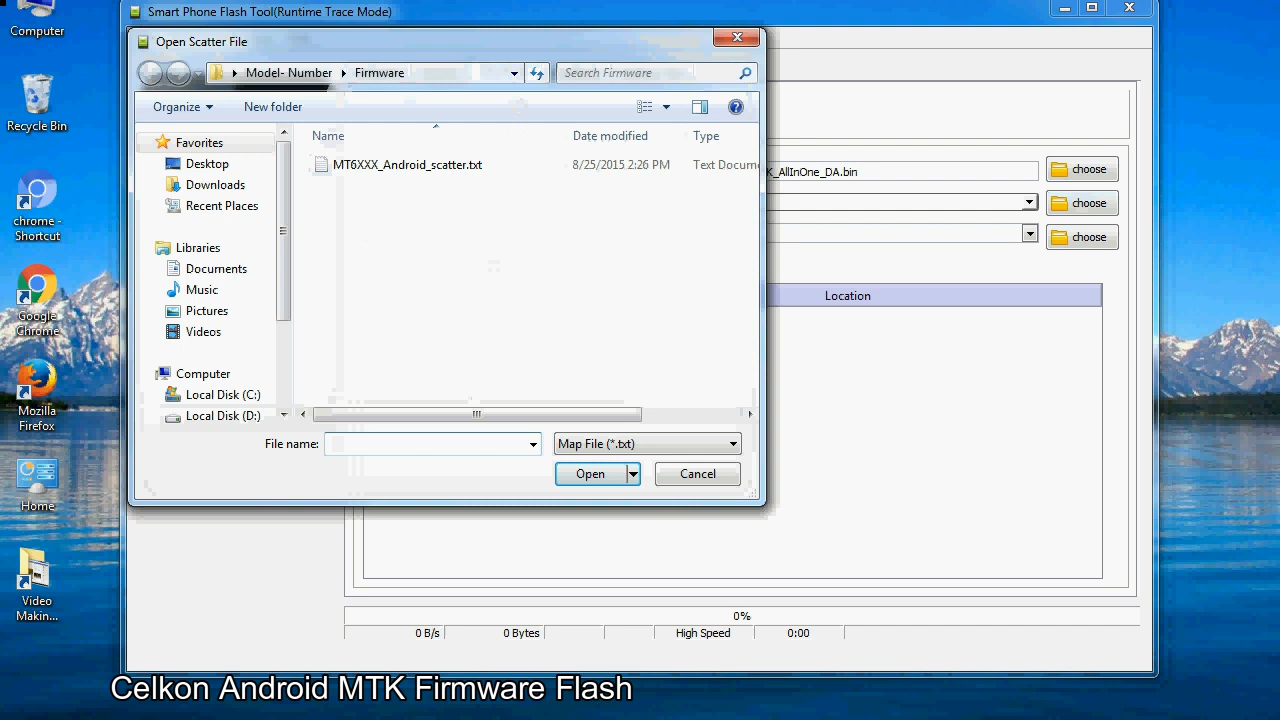 Smart Phone Flash Tool(Runtime Trace Mode)
Computer
Open Scatter File
Model- Number
Firmware
Search Firmware
Organize
New folder
Name
Date modified
Type
Favorites
MT6XXX_Android_scatter.txt
8/25/2015 2:26 PM
Text Docum
Desktop
Downloads
Recent Places
Libraries
Documents
Music
Pictures
Videos
Computer
Local Disk (C:)
Local Disk (D:)
File name:
Map File (*.txt)
Open
Cancel
K_AllInOne_DA.bin
choose
choose
choose
Location
0%
0 B/s
0 Bytes
High Speed
0:00
Recycle Bin
chrome -
Shortcut
Google
Chrome
Mozilla
Firefox
Home
Video
Makin...
Celkon Android MTK Firmware Flash